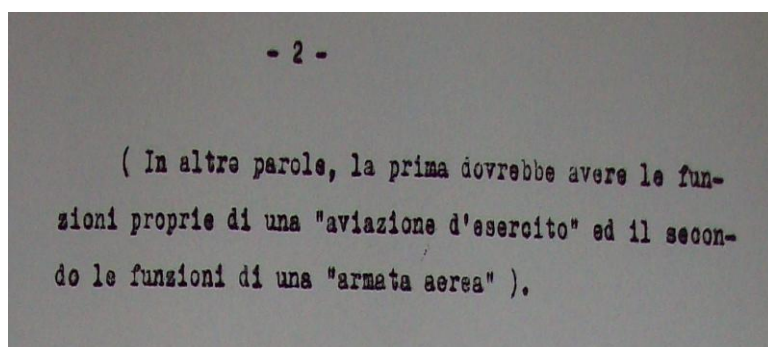 - 2 -
( In altre parole, la prima dovrebbe avere le fun-
zioni proprie di una "aviazione d'esercito" ed il secon-
do le funzioni di una "armata aerea" ).